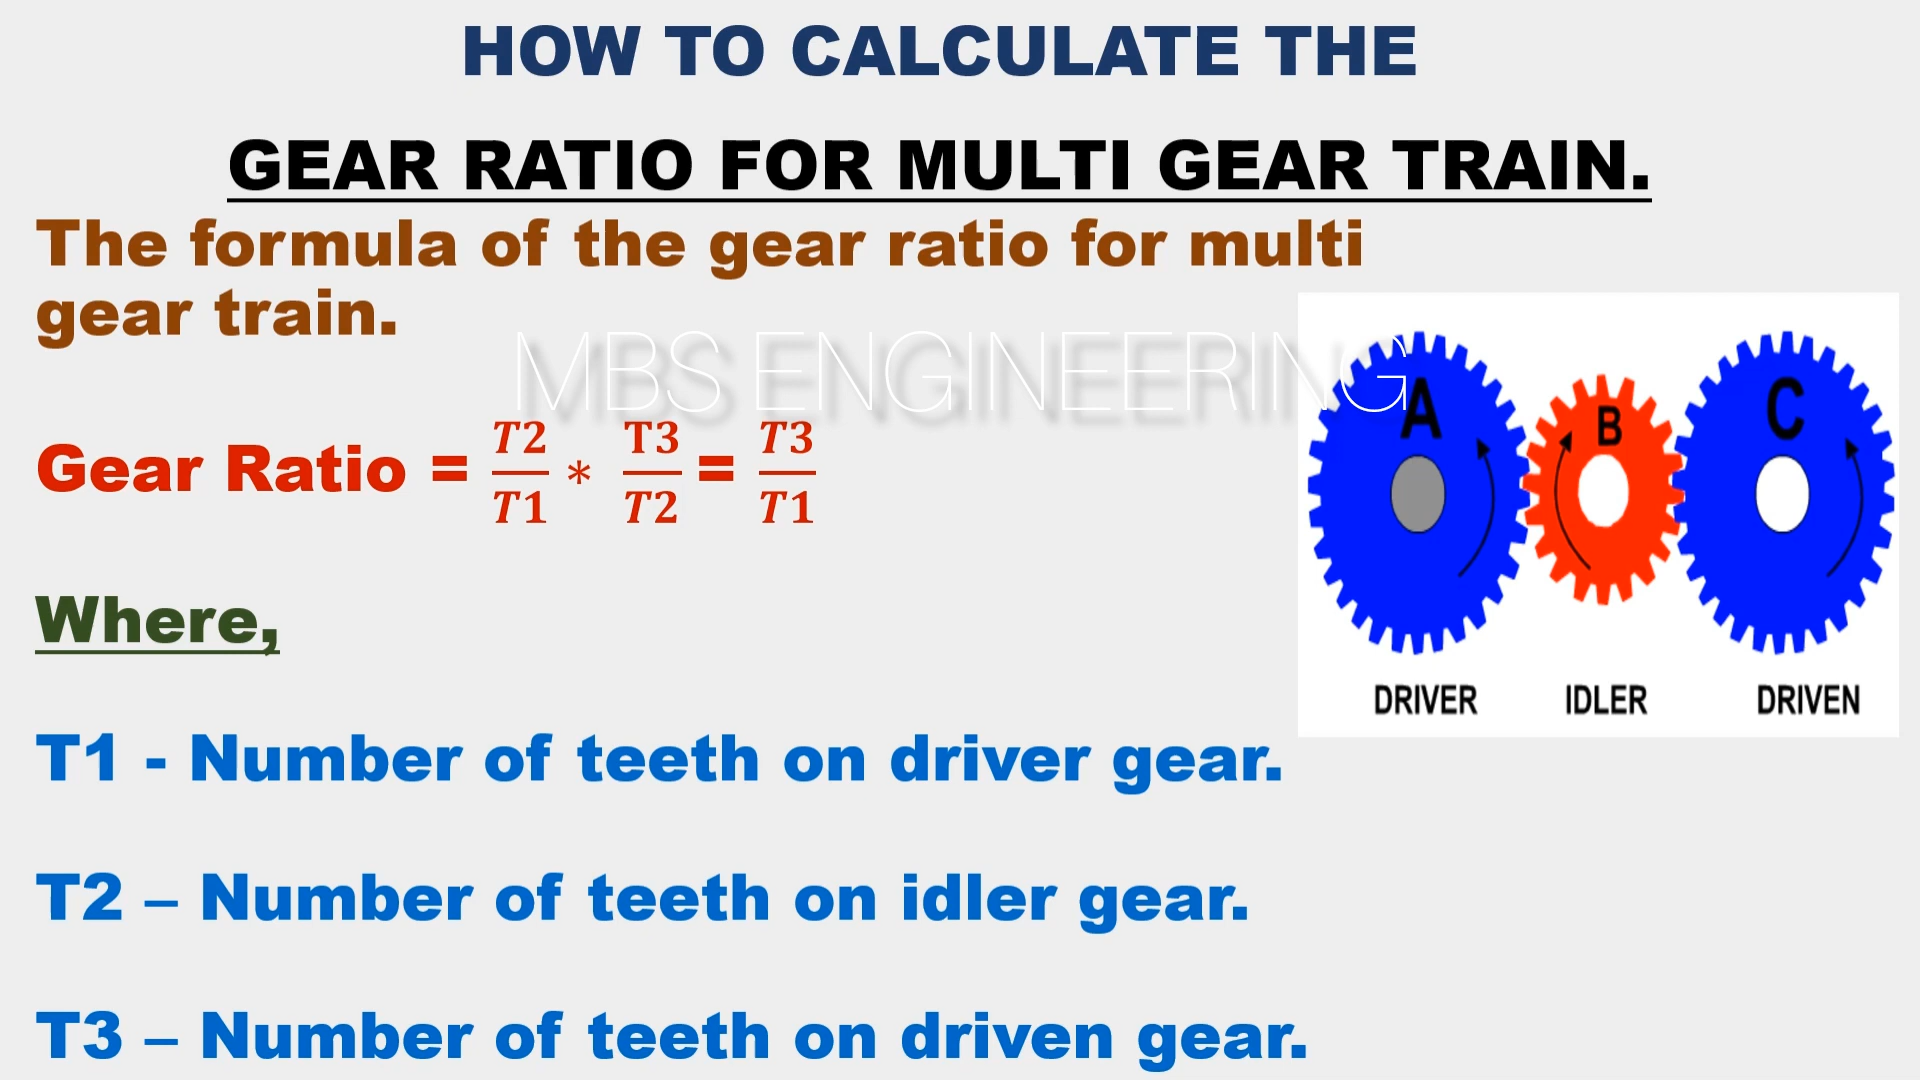 HOW TO CALCULATE THE
GEAR RATIO FOR MULTI GEAR TRAIN.
The formula of the gear ratio for multi
gear train.
MBS ENGINEERING
Gear Ratio = T2/T1 * T3/T2 = T3/T1
A B C
DRIVER IDLER DRIVEN
Where,
T1 - Number of teeth on driver gear.
T2 – Number of teeth on idler gear.
T3 – Number of teeth on driven gear.